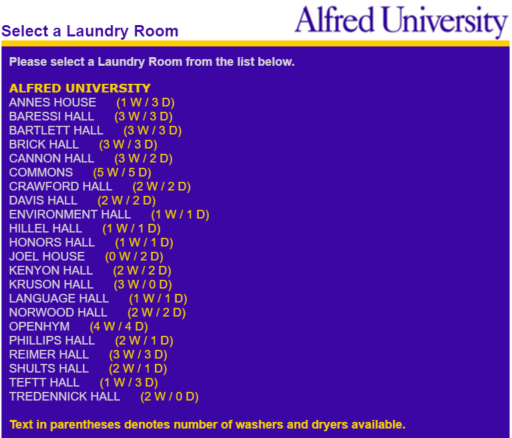 Alfred University
Select a Laundry Room
Please select a Laundry Room from the list below.
ALFRED UNIVERSITY
ANNES HOUSE (1 W / 3 D)
BARESSI HALL (3 W / 3 D)
BARTLETT HALL (3 W / 3 D)
BRICK HALL (3 W / 3 D)
CANNON HALL (3 W / 2 D)
COMMONS (5 W / 5 D)
CRAWFORD HALL (2 W / 2 D)
DAVIS HALL (2 W / 2 D)
ENVIRONMENT HALL (1 W / 1 D)
HILLEL HALL (1 W / 1 D)
HONORS HALL (1 W / 1 D)
JOEL HOUSE (0 W / 2 D)
KENYON HALL (2 W / 2 D)
KRUSON HALL (3 W / 0 D)
LANGUAGE HALL (1 W / 1 D)
NORWOOD HALL (2 W / 2 D)
OPENHYM (4 W / 4 D)
PHILLIPS HALL (2 W / 1 D)
REIMER HALL (3 W / 3 D)
SHULTS HALL (2 W / 1 D)
TEFTT HALL (1 W / 3 D)
TREDENNICK HALL (2 W / 0 D)
Text in parentheses denotes number of washers and dryers available.